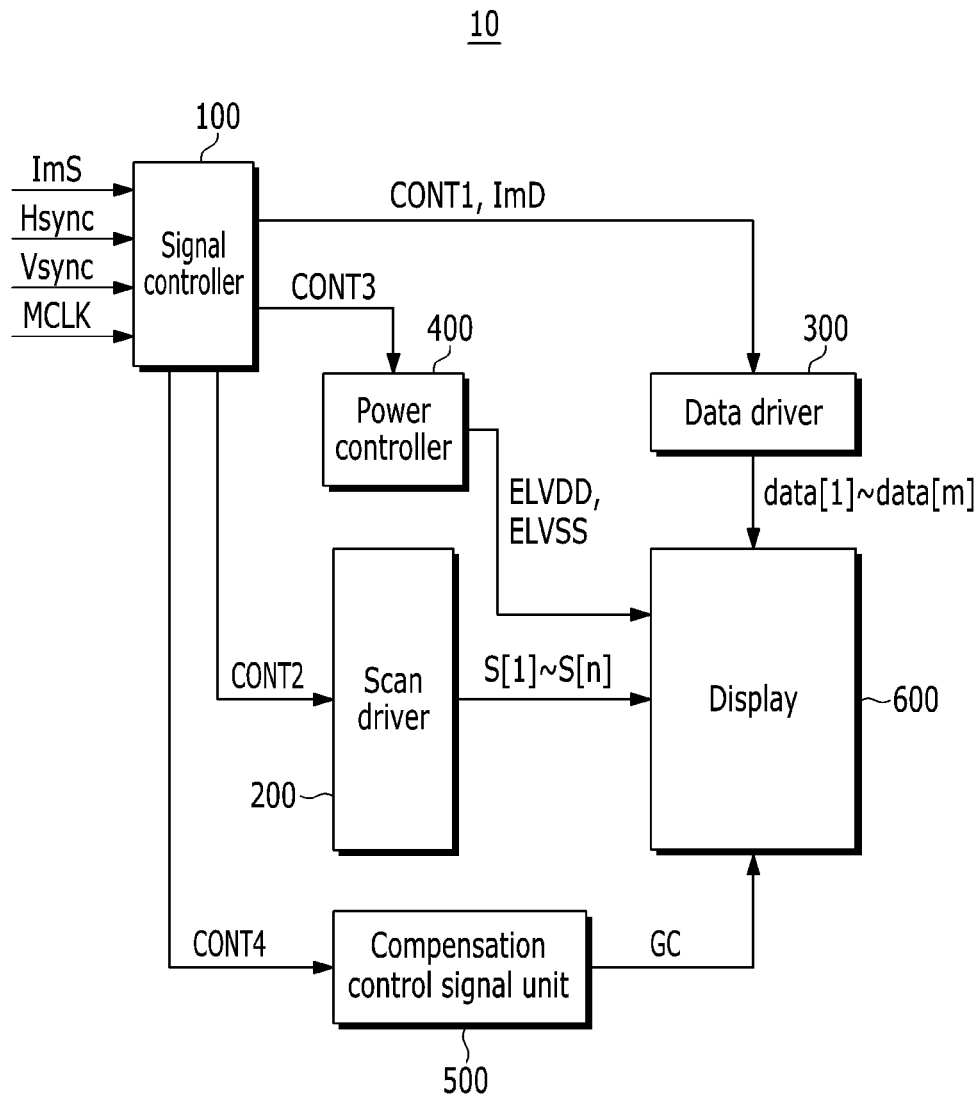 10
100
ImS
Hsync
Vsync
MCLK
Signal
controller
CONT1, ImD
CONT3
400
300
Power
controller
Data driver
ELVDD,
ELVSS
data[1]~data[m]
CONT2
Scan
driver
S[1]~S[n]
Display
600
200
CONT4
Compensation
control signal unit
GC
500